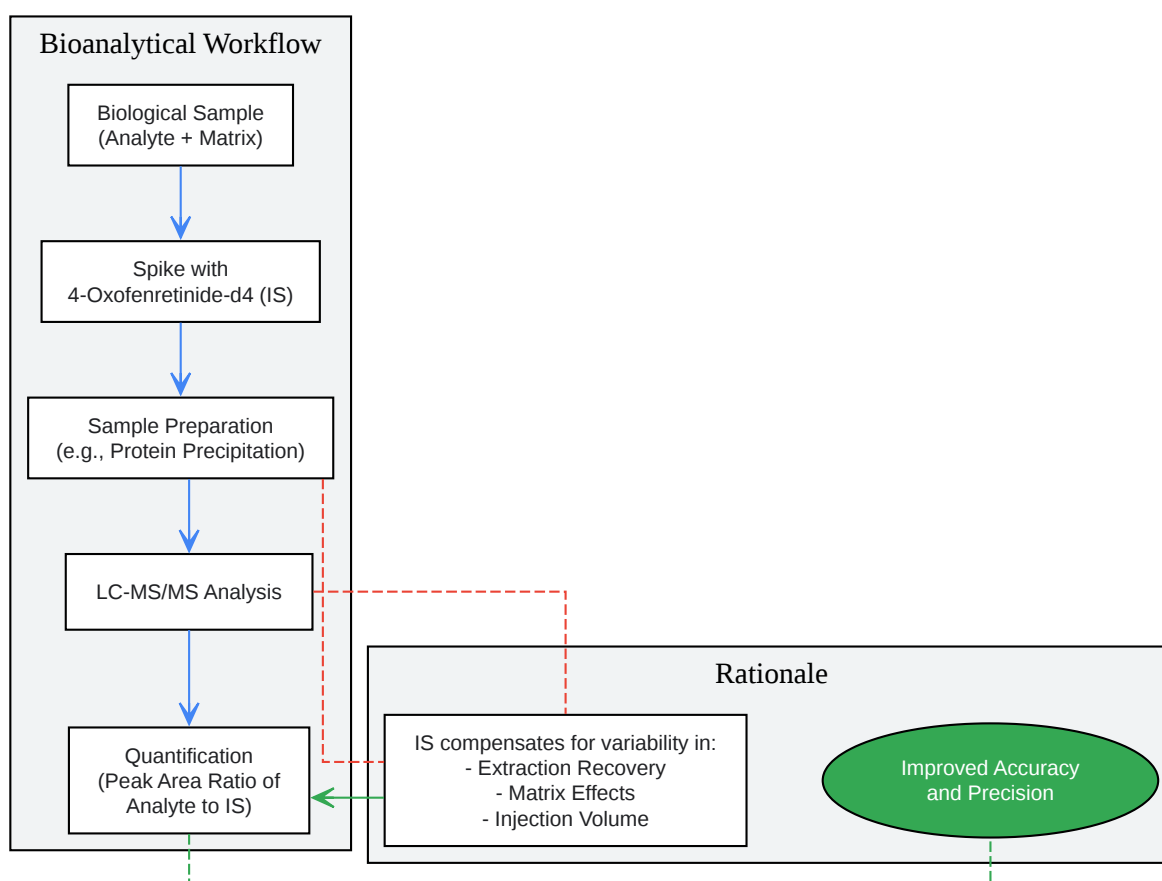 Bioanalytical Workflow
Biological Sample
(Analyte + Matrix)
Spike with
4-Oxofenretinide-d4 (IS)
Sample Preparation
(e.g., Protein Precipitation)
LC-MS/MS Analysis
Quantification
(Peak Area Ratio of
Analyte to IS)
Rationale
IS compensates for variability in:
- Extraction Recovery
- Matrix Effects
- Injection Volume
Improved Accuracy
and Precision